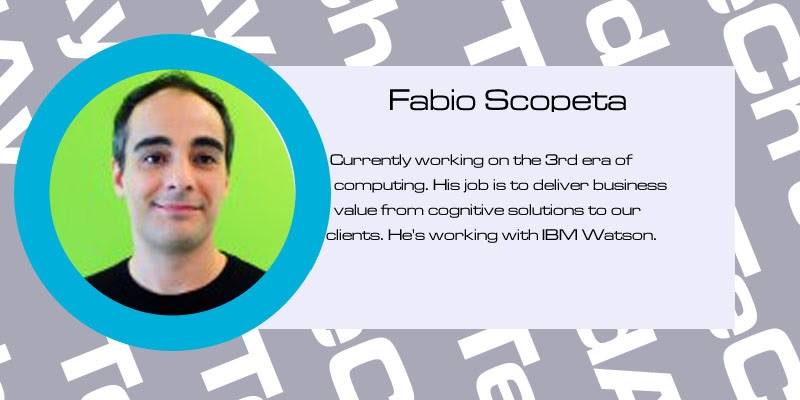 Fabio Scopeta
Currently working on the 3rd era of
computing. His job is to deliver business
value from cognitive solutions to our
clients. He's working with IBM Watson.